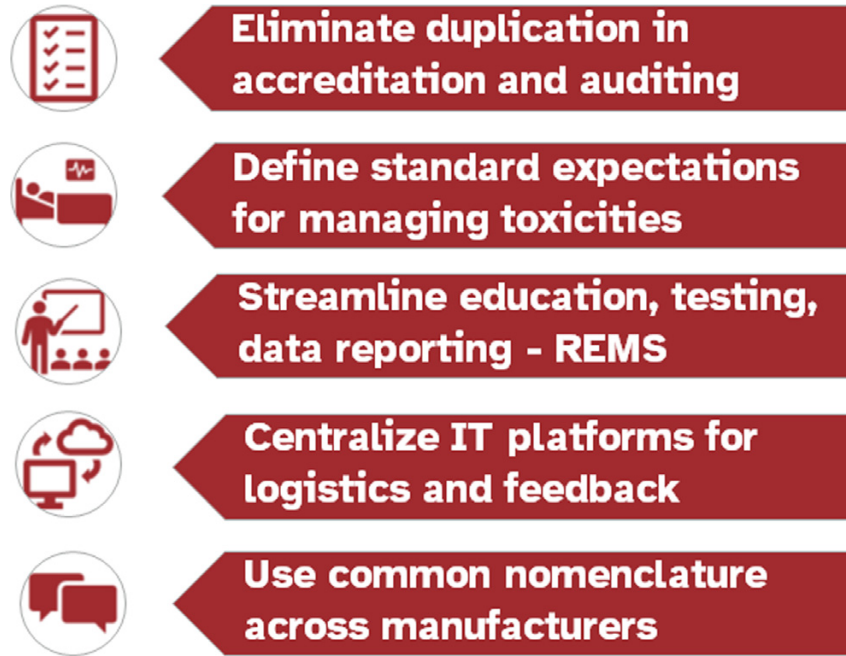 Eliminate duplication in
accreditation and auditing
Define standard expectations
for managing toxicities
Streamline education, testing,
data reporting - REMS
Centralize IT platforms for
logistics and feedback
Use common nomenclature
across manufacturers